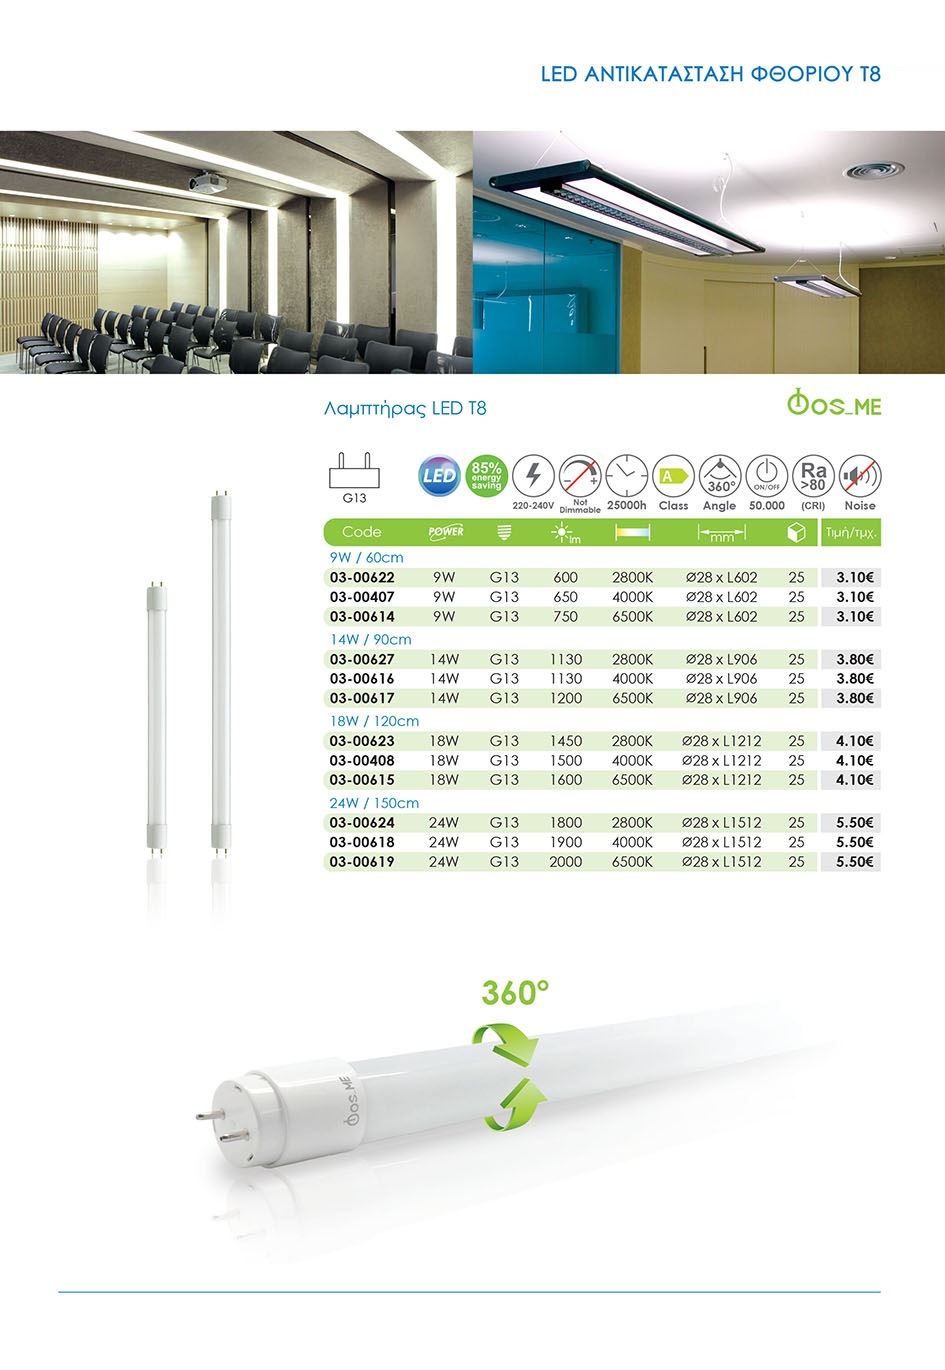 LED ΑΝΤΙΚΑΤΑΣΤΑΣΗ ΦΘΟΡΙΟΥ T8
Λαμπτήρας LED T8
Φos_ME
G13
LED
85% energy saving
220-240V
Not Dimmable
25000h
A
Class
360°
Angle
ON/OFF
50.000
Ra >80
(CRI)
Noise
Code POWER lm mm Τιμή/τμχ.
9W / 60cm
03-00622 9W G13 600 2800K Ø28 x L602 25 3.10€
03-00407 9W G13 650 4000K Ø28 x L602 25 3.10€
03-00614 9W G13 750 6500K Ø28 x L602 25 3.10€
14W / 90cm
03-00627 14W G13 1130 2800K Ø28 x L906 25 3.80€
03-00616 14W G13 1130 4000K Ø28 x L906 25 3.80€
03-00617 14W G13 1200 6500K Ø28 x L906 25 3.80€
18W / 120cm
03-00623 18W G13 1450 2800K Ø28 x L1212 25 4.10€
03-00408 18W G13 1500 4000K Ø28 x L1212 25 4.10€
03-00615 18W G13 1600 6500K Ø28 x L1212 25 4.10€
24W / 150cm
03-00624 24W G13 1800 2800K Ø28 x L1512 25 5.50€
03-00618 24W G13 1900 4000K Ø28 x L1512 25 5.50€
03-00619 24W G13 2000 6500K Ø28 x L1512 25 5.50€
360°
Φos_ME